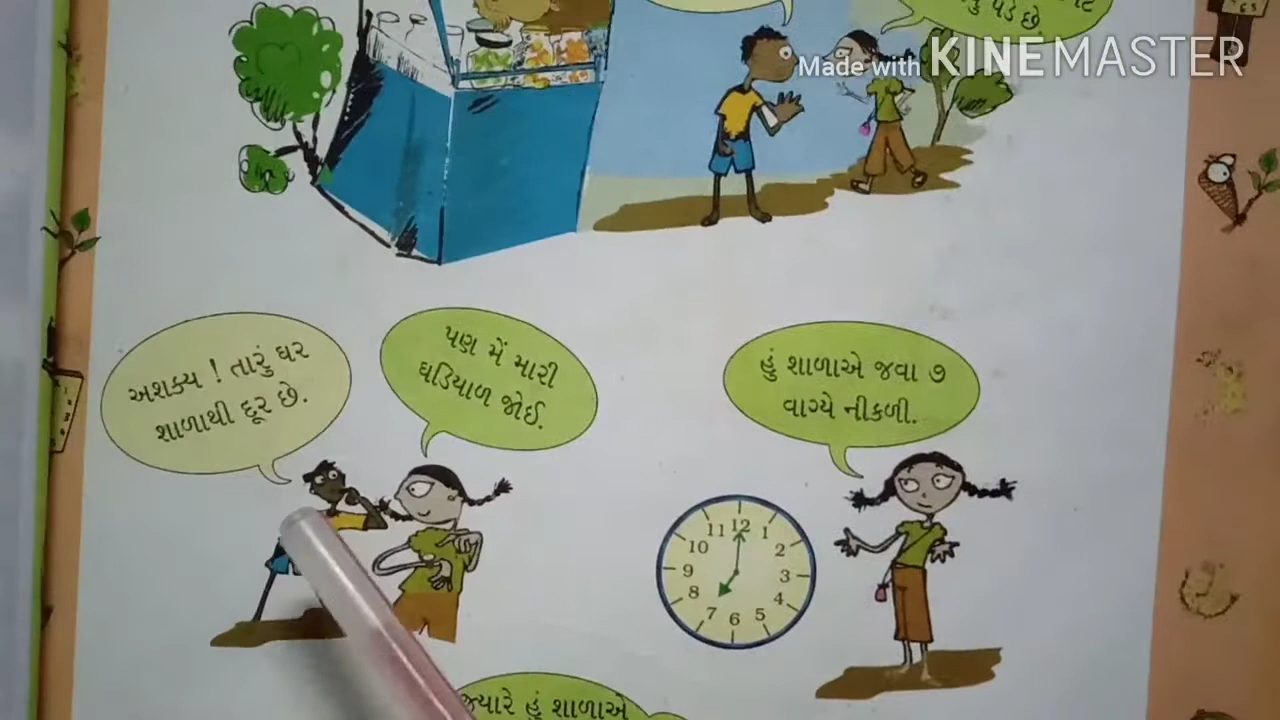 પડે છે
Made with KINEMASTER
અશક્ય ! તારું ઘર
શાળાથી દૂર છે.
પણ મેં મારી
ઘડિયાળ જોઈ.
હું શાળાએ જવા ૭
વાગ્યે નીકળી.
12
11 1
10 2
9 3
8 4
7 6 5
જ્યારે હું શાળાએ